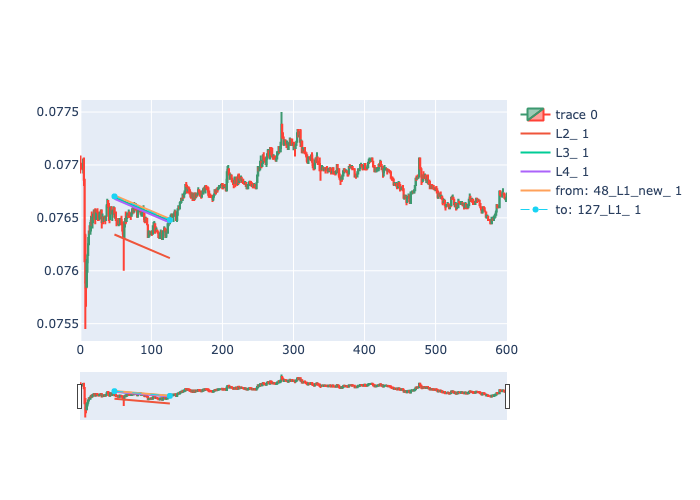 0.0775
0.077
0.0765
0.076
0.0755
0
100
200
300
400
500
600
trace 0
L2_ 1
L3_ 1
L4_ 1
from: 48_L1_new_ 1
to: 127_L1_ 1